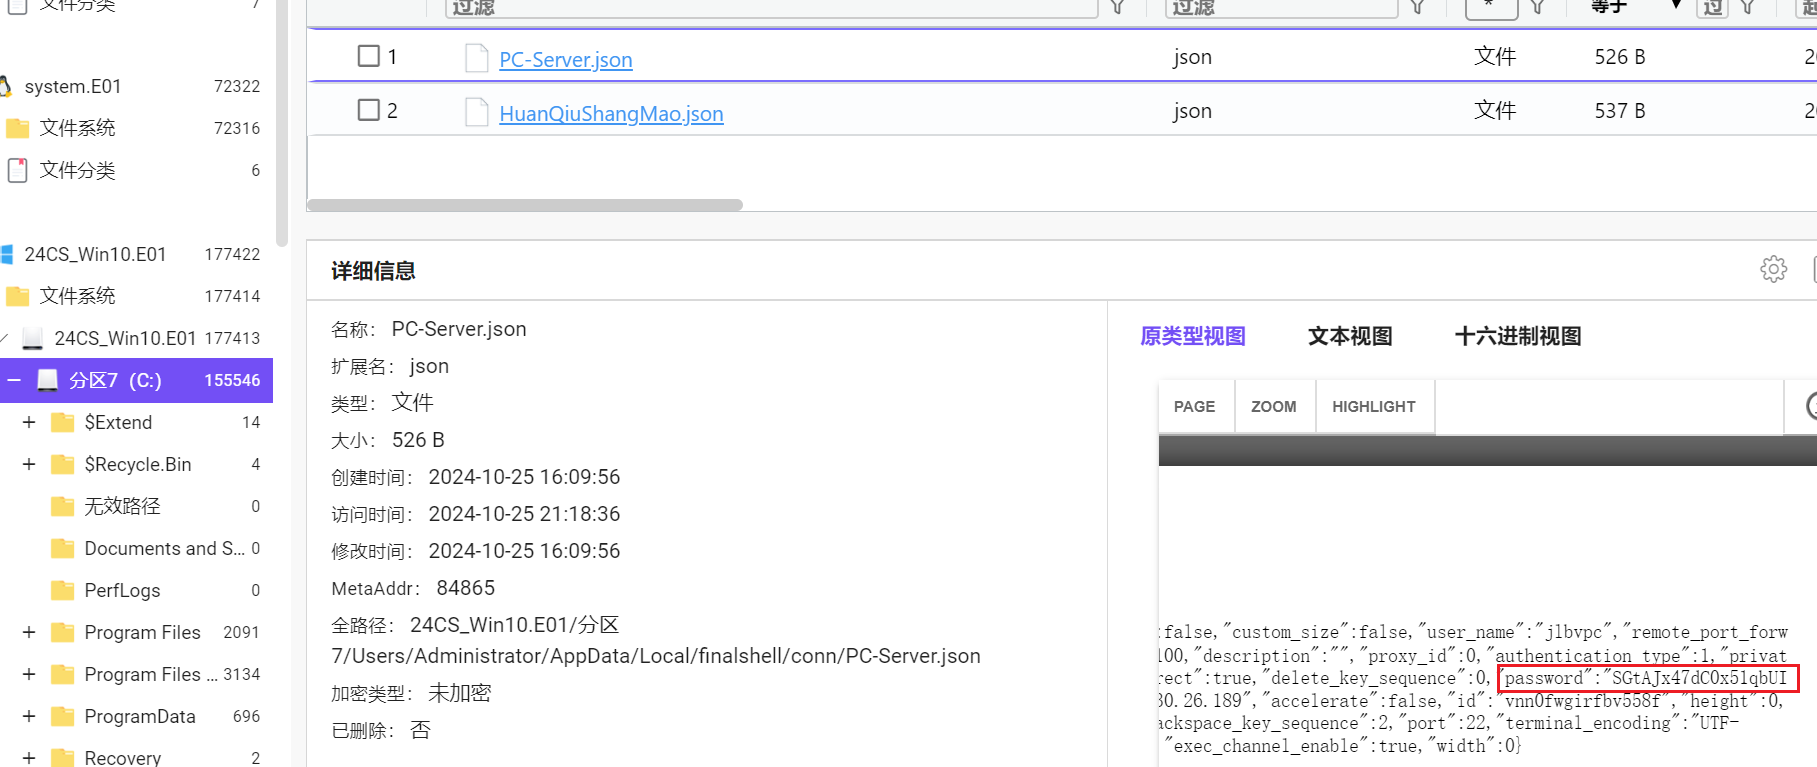 文件分类 7
system.E01 72322
文件系统 72316
文件分类 6
24CS_Win10.E01 177422
文件系统 177414
24CS_Win10.E01 177413
分区7 (C:) 155546
$Extend 14
$Recycle.Bin 4
无效路径 0
Documents and S... 0
PerfLogs 0
Program Files 2091
Program Files ... 3134
ProgramData 696
Recovery 2
过滤 过滤 * 等于 过
1 PC-Server.json json 文件 526 B
2 HuanQiuShangMao.json json 文件 537 B
详细信息
名称: PC-Server.json
扩展名: json
类型: 文件
大小: 526 B
创建时间: 2024-10-25 16:09:56
访问时间: 2024-10-25 21:18:36
修改时间: 2024-10-25 16:09:56
MetaAddr: 84865
全路径: 24CS_Win10.E01/分区
7/Users/Administrator/AppData/Local/finalshell/conn/PC-Server.json
加密类型: 未加密
已删除: 否
原类型视图 文本视图 十六进制视图
PAGE ZOOM HIGHLIGHT
:false,"custom_size":false,"user_name":"jlbvpc","remote_port_forw
100,"description":"","proxy_id":0,"authentication_type":1,"privat
rect":true,"delete_key_sequence":0,"password":"SGtAJx47dC0x51qbUI
30.26.189","accelerate":false,"id":"vnn0fwgirfbv558f","height":0,
ackspace_key_sequence":2,"port":22,"terminal_encoding":"UTF-
"exec_channel_enable":true,"width":0}